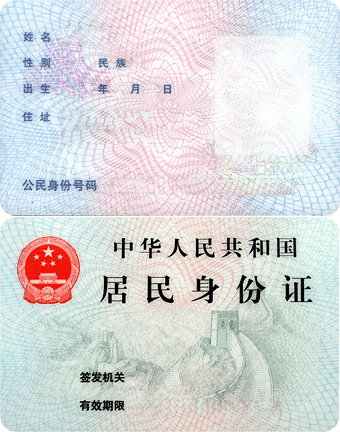 姓名
性别 民族
出生 年 月 日
住址
公民身份号码
中华人民共和国
居民身份证
签发机关
有效期限